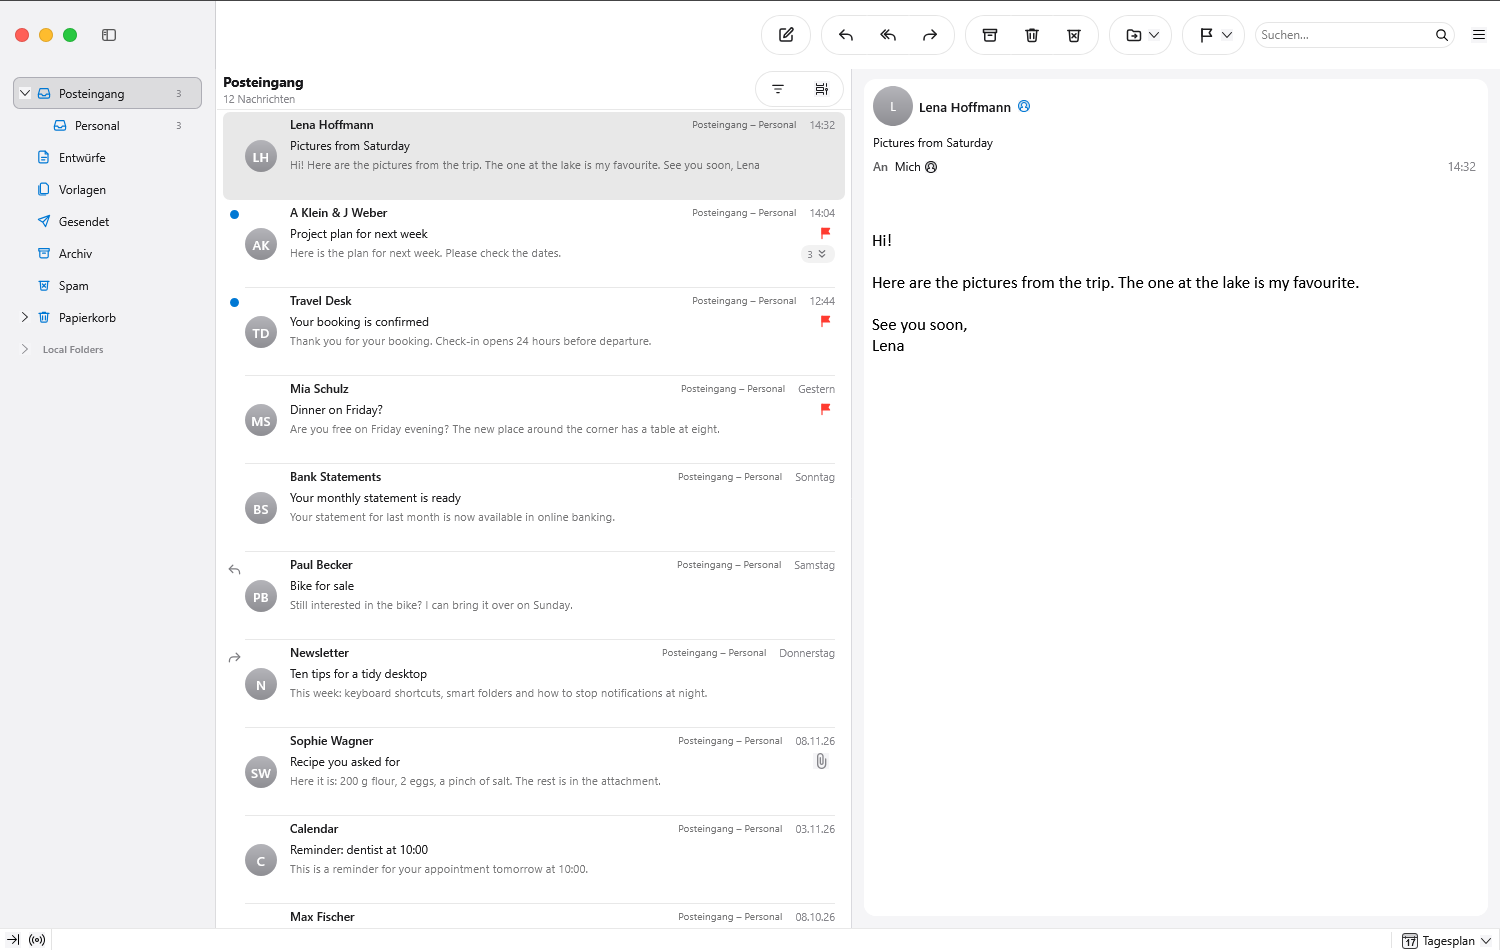 Suchen...
Posteingang 3
Personal 3
Entwürfe
Vorlagen
Gesendet
Archiv
Spam
Papierkorb
Local Folders
Posteingang
12 Nachrichten
LH
Lena Hoffmann Posteingang – Personal 14:32
Pictures from Saturday
Hi! Here are the pictures from the trip. The one at the lake is my favourite. See you soon, Lena
AK
A Klein & J Weber Posteingang – Personal 14:04
Project plan for next week
Here is the plan for next week. Please check the dates. 3
TD
Travel Desk Posteingang – Personal 12:44
Your booking is confirmed
Thank you for your booking. Check-in opens 24 hours before departure.
MS
Mia Schulz Posteingang – Personal Gestern
Dinner on Friday?
Are you free on Friday evening? The new place around the corner has a table at eight.
BS
Bank Statements Posteingang – Personal Sonntag
Your monthly statement is ready
Your statement for last month is now available in online banking.
PB
Paul Becker Posteingang – Personal Samstag
Bike for sale
Still interested in the bike? I can bring it over on Sunday.
N
Newsletter Posteingang – Personal Donnerstag
Ten tips for a tidy desktop
This week: keyboard shortcuts, smart folders and how to stop notifications at night.
SW
Sophie Wagner Posteingang – Personal 08.11.26
Recipe you asked for
Here it is: 200 g flour, 2 eggs, a pinch of salt. The rest is in the attachment.
C
Calendar Posteingang – Personal 03.11.26
Reminder: dentist at 10:00
This is a reminder for your appointment tomorrow at 10:00.
Max Fischer Posteingang – Personal 08.10.26
L
Lena Hoffmann
Pictures from Saturday
An Mich 14:32
Hi!
Here are the pictures from the trip. The one at the lake is my favourite.
See you soon,
Lena
17 Tagesplan